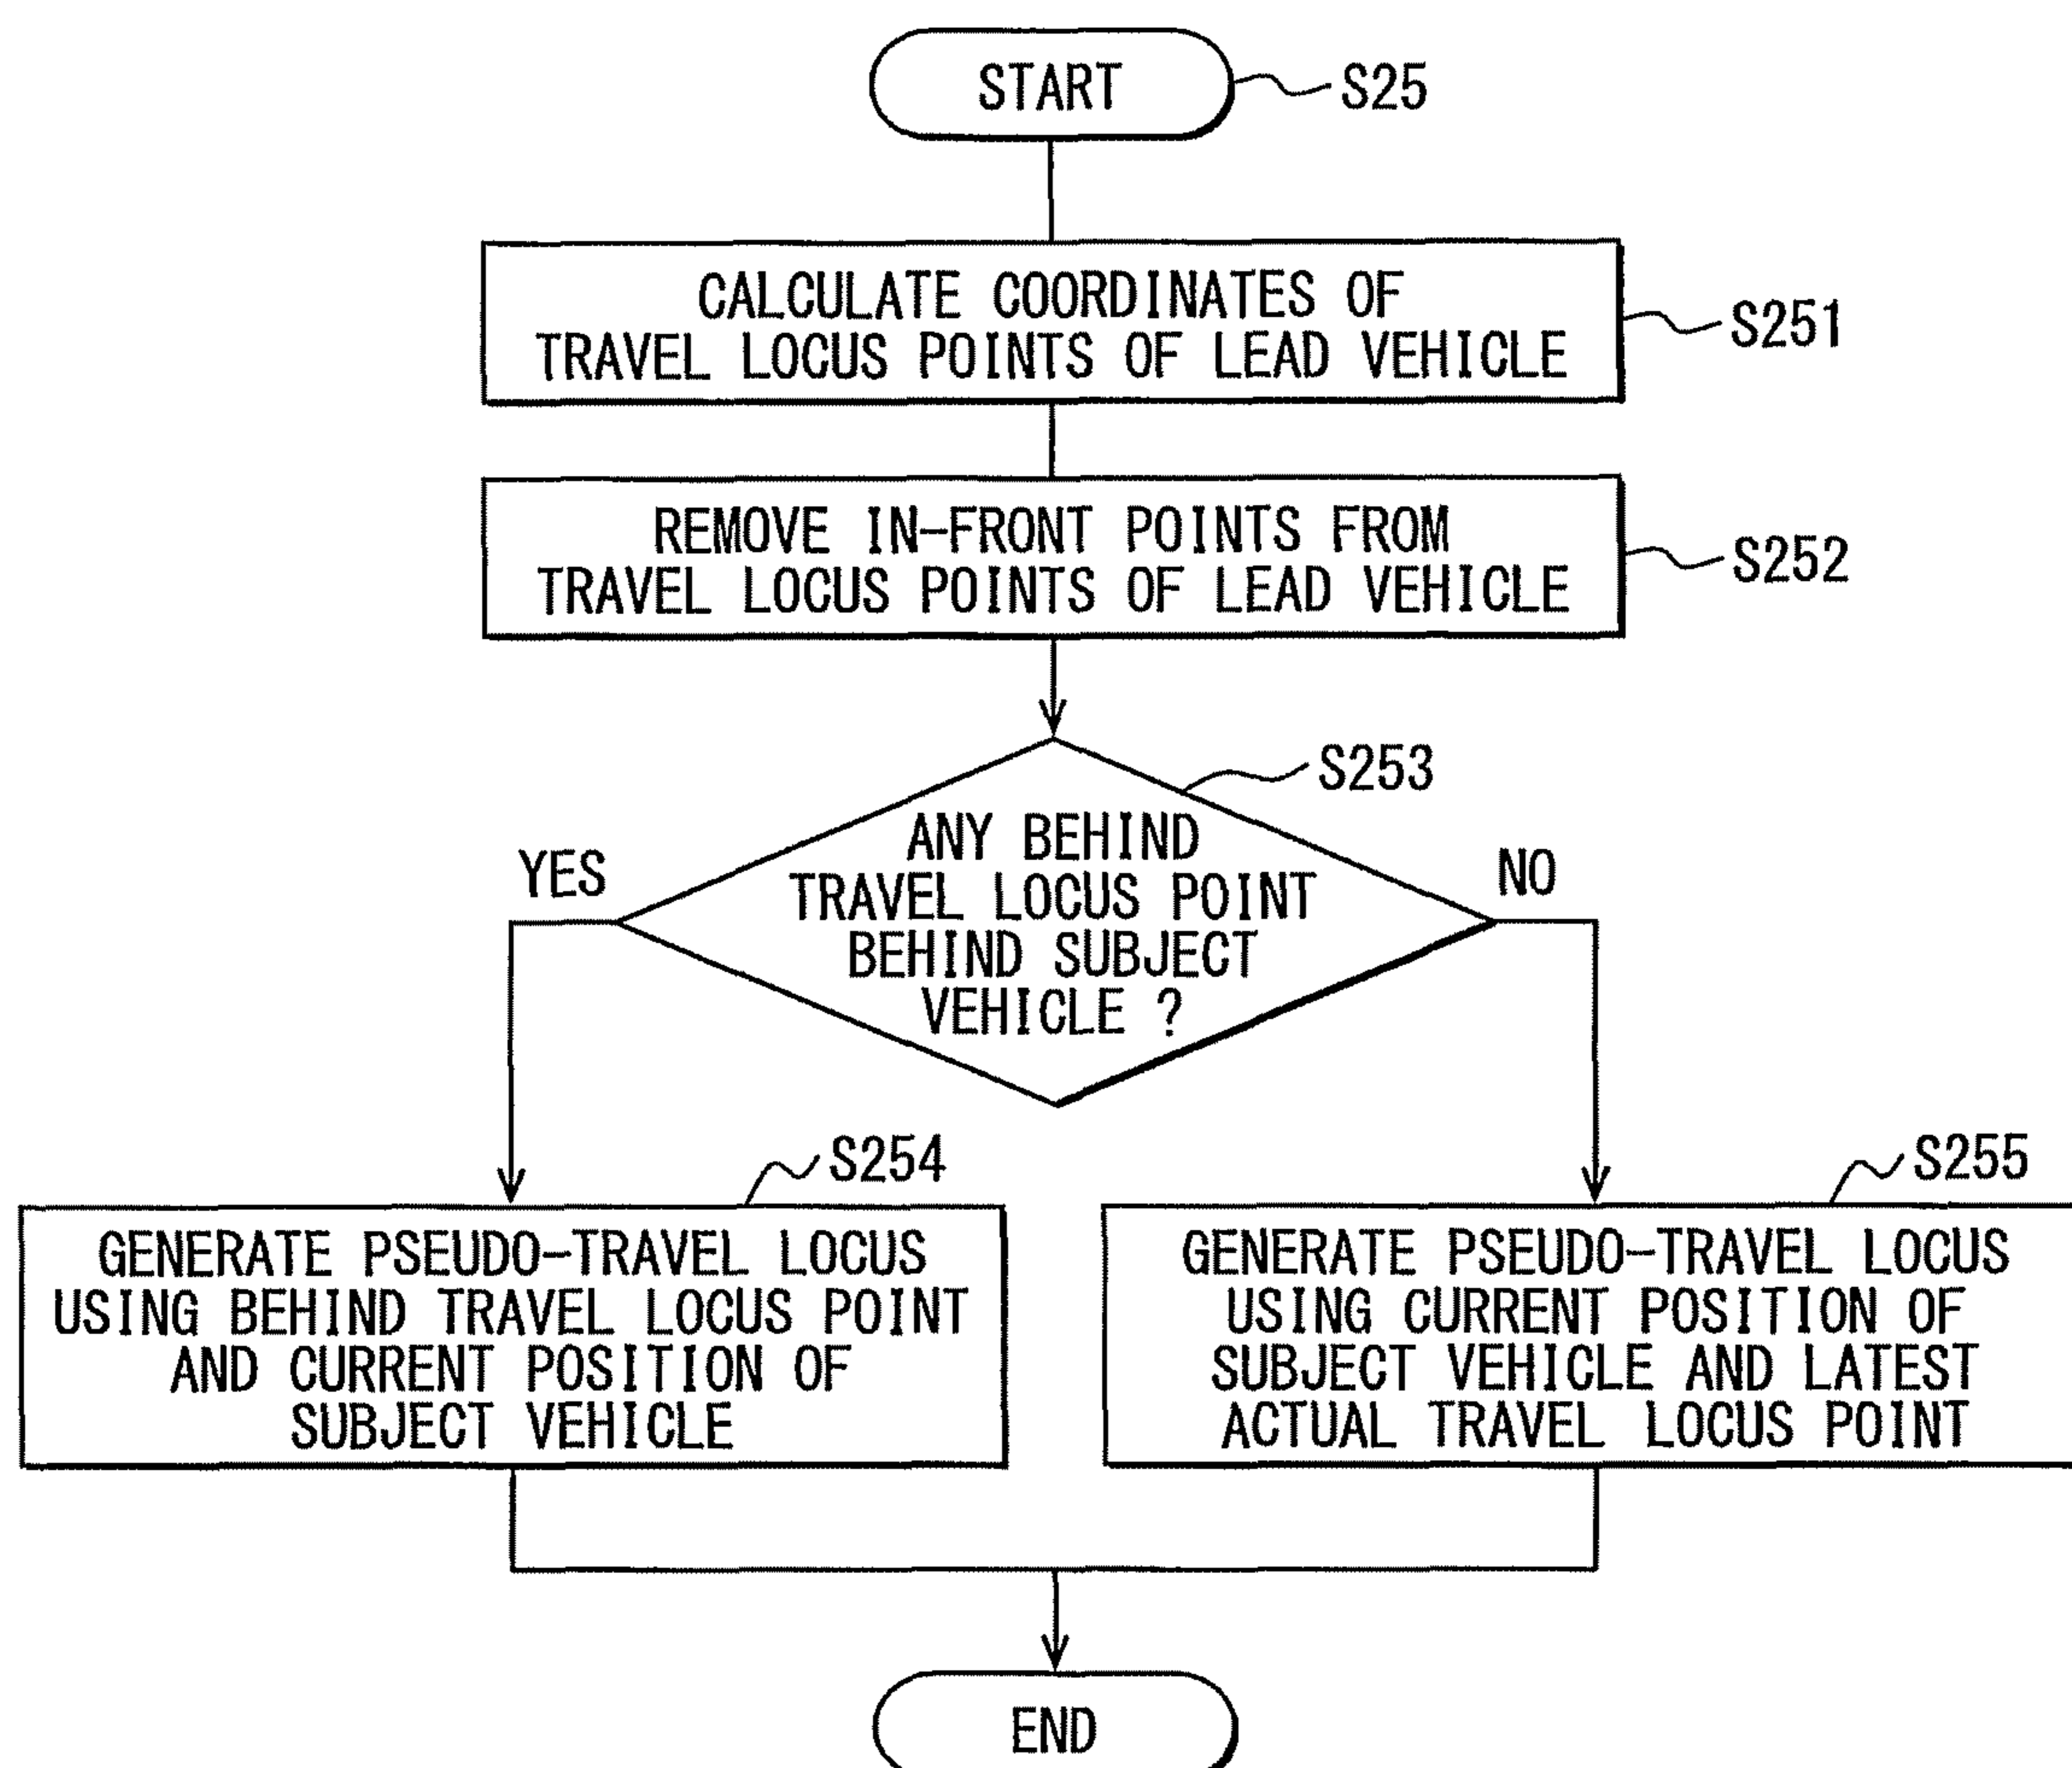 START
S25
CALCULATE COORDINATES OF
TRAVEL LOCUS POINTS OF LEAD VEHICLE
S251
REMOVE IN-FRONT POINTS FROM
TRAVEL LOCUS POINTS OF LEAD VEHICLE
S252
S253
ANY BEHIND
TRAVEL LOCUS POINT
BEHIND SUBJECT
VEHICLE ?
YES
NO
S254
GENERATE PSEUDO-TRAVEL LOCUS
USING BEHIND TRAVEL LOCUS POINT
AND CURRENT POSITION OF
SUBJECT VEHICLE
S255
GENERATE PSEUDO-TRAVEL LOCUS
USING CURRENT POSITION OF
SUBJECT VEHICLE AND LATEST
ACTUAL TRAVEL LOCUS POINT
END